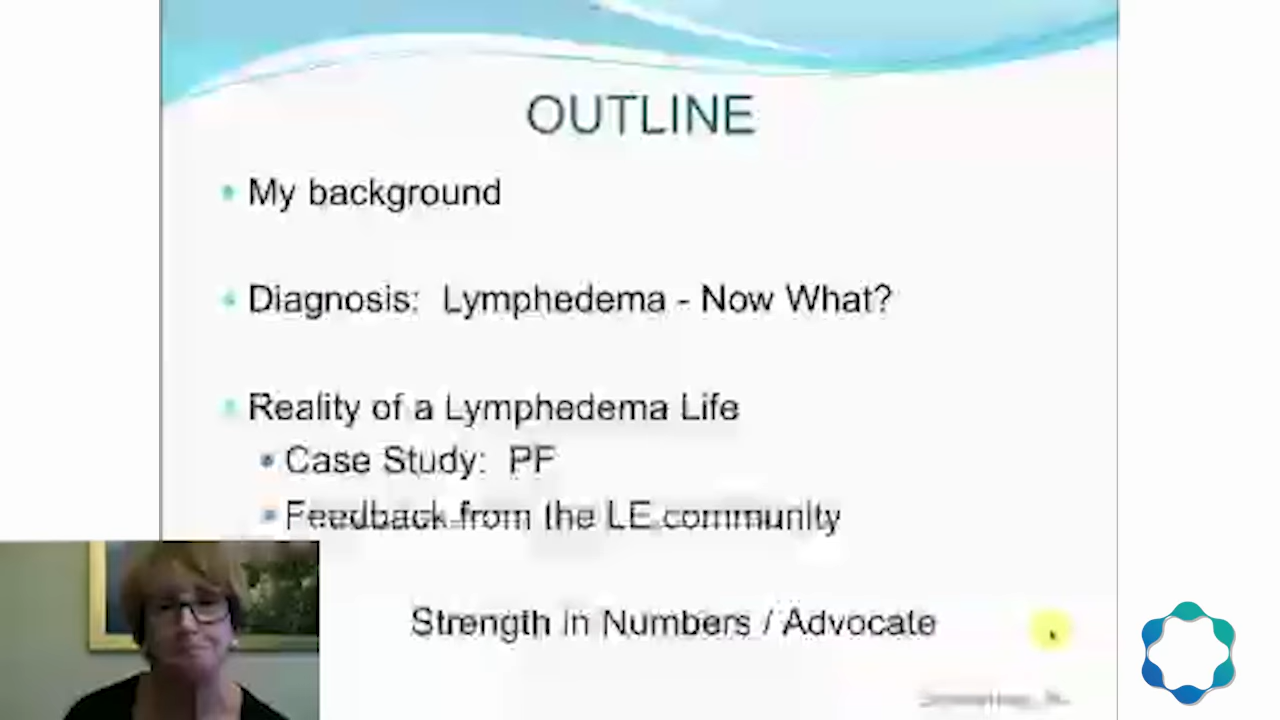 OUTLINE
• My background
• Diagnosis: Lymphedema - Now What?
• Reality of a Lymphedema Life
• Case Study: PF
• Feedback from the LE community
Strength in Numbers / Advocate